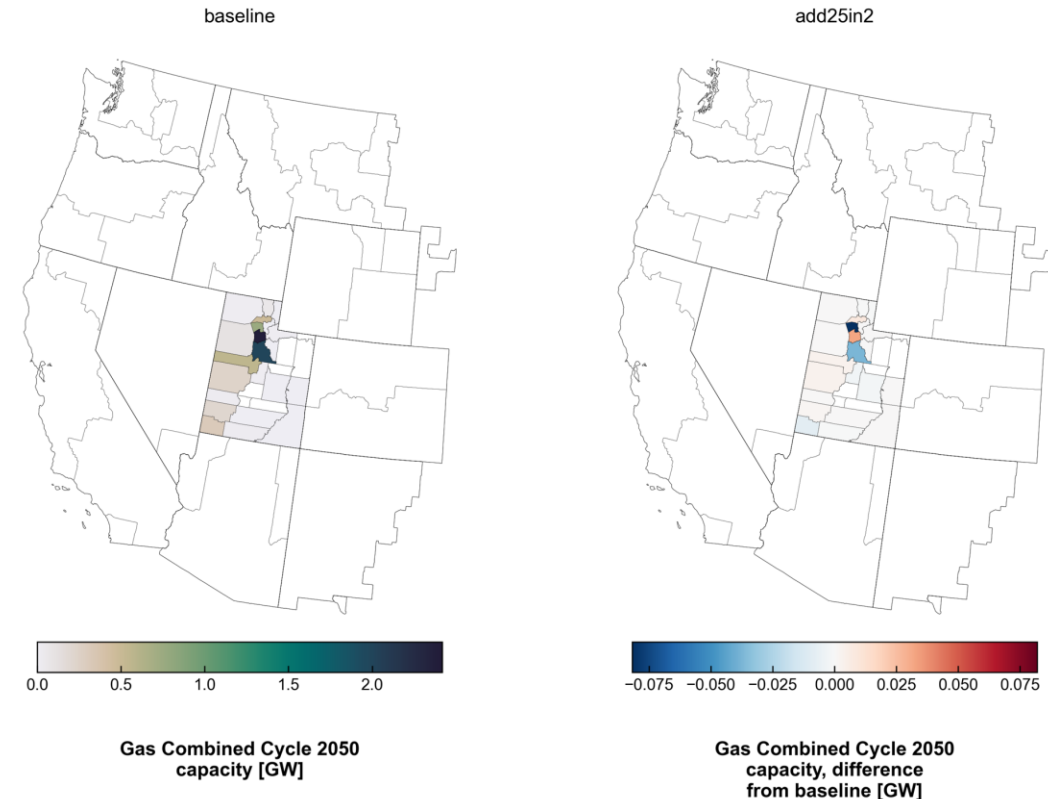 baseline
add25in2
0.0 0.5 1.0 1.5 2.0
−0.075 −0.050 −0.025 0.000 0.025 0.050 0.075
Gas Combined Cycle 2050
capacity [GW]
Gas Combined Cycle 2050
capacity, difference
from baseline [GW]